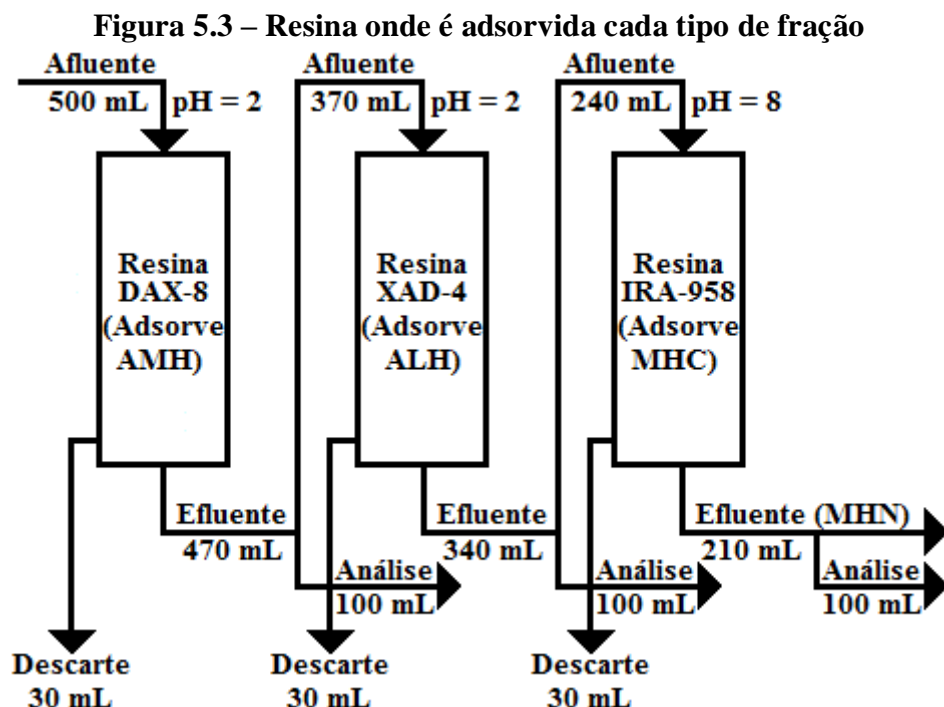 Figura 5.3 – Resina onde é adsorvida cada tipo de fração
Afluente
500 mL
pH = 2
Resina
DAX-8
(Adsorve
AMH)
Efluente
470 mL
Análise
100 mL
Descarte
30 mL
Afluente
370 mL
pH = 2
Resina
XAD-4
(Adsorve
ALH)
Efluente
340 mL
Análise
100 mL
Descarte
30 mL
Afluente
240 mL
pH = 8
Resina
IRA-958
(Adsorve
MHC)
Efluente (MHN)
210 mL
Análise
100 mL
Descarte
30 mL